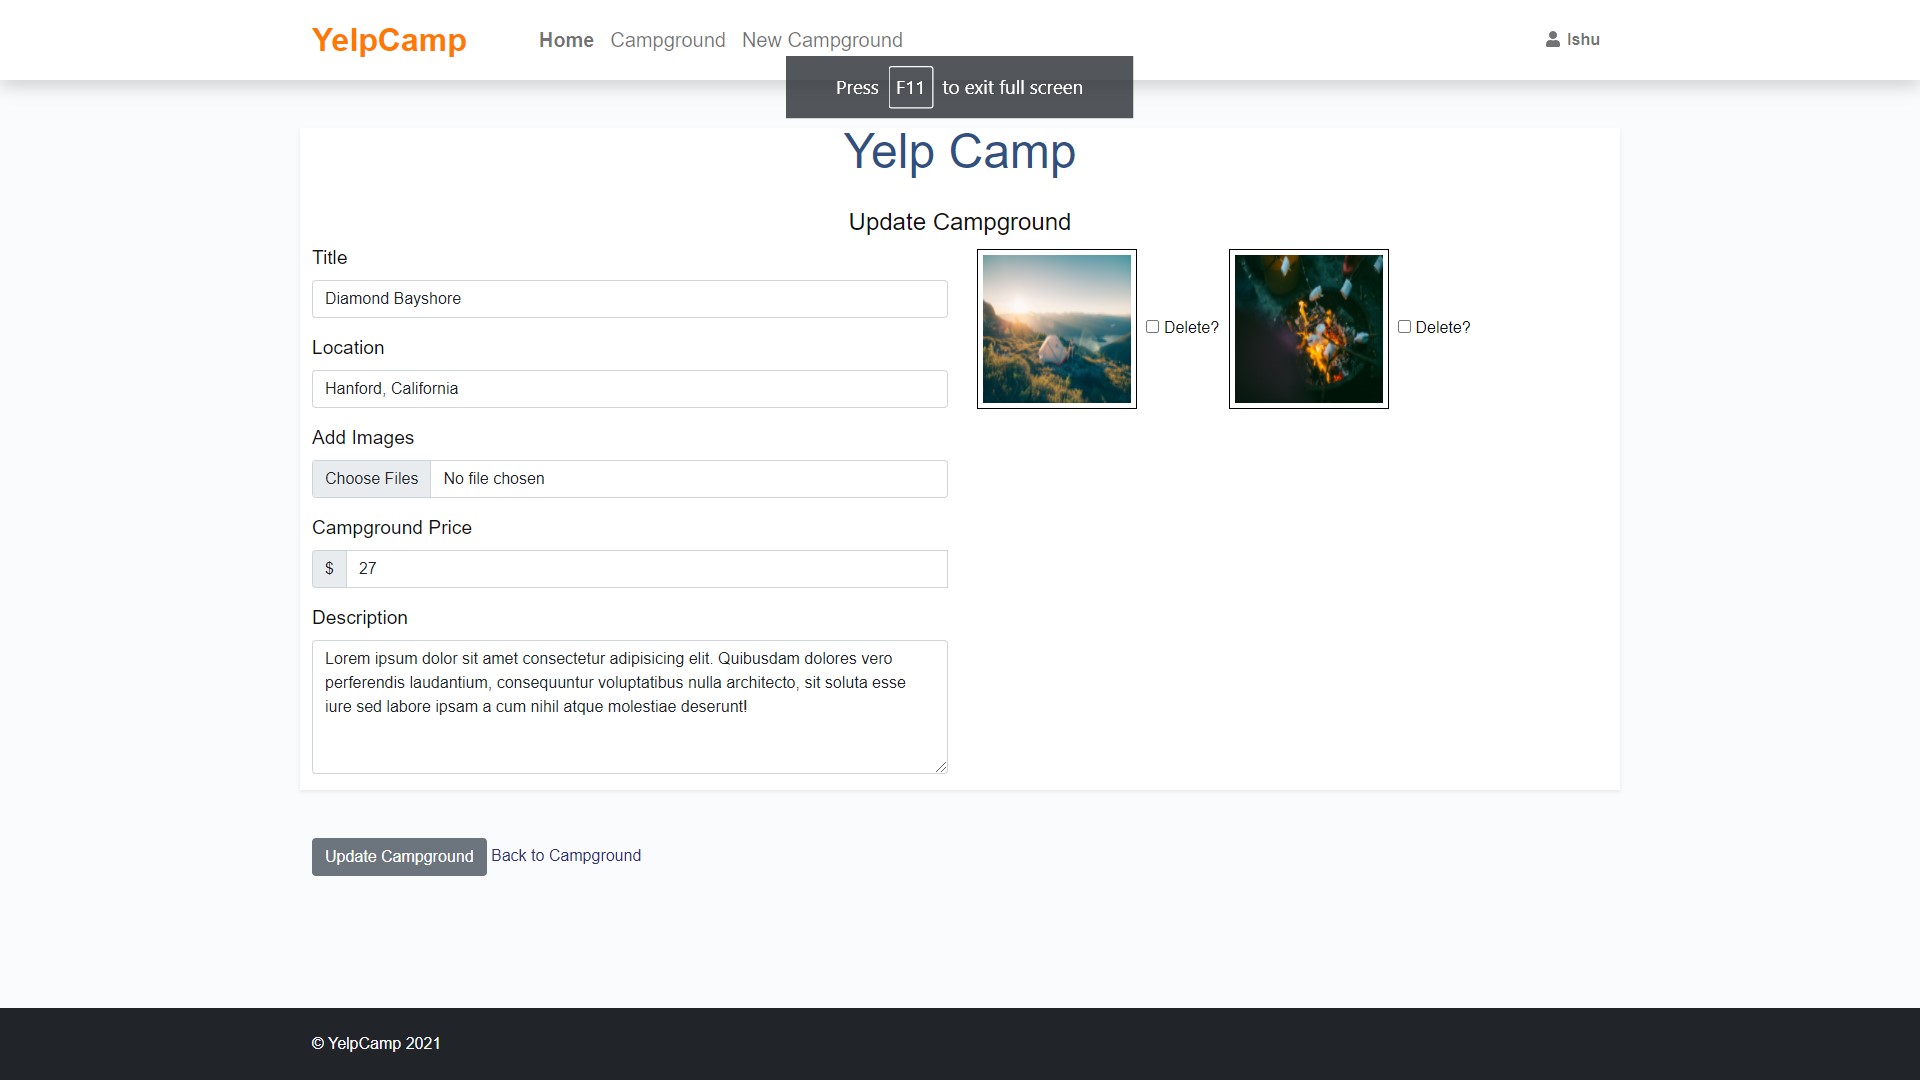 YelpCamp
Home Campground New Campground
Ishu
Press F11 to exit full screen
Yelp Camp
Update Campground
Title
Diamond Bayshore
Location
Hanford, California
Add Images
Choose Files No file chosen
Campground Price
$ 27
Description
Lorem ipsum dolor sit amet consectetur adipisicing elit. Quibusdam dolores vero
perferendis laudantium, consequuntur voluptatibus nulla architecto, sit soluta esse
iure sed labore ipsam a cum nihil atque molestiae deserunt!
Delete?
Delete?
Update Campground Back to Campground
© YelpCamp 2021